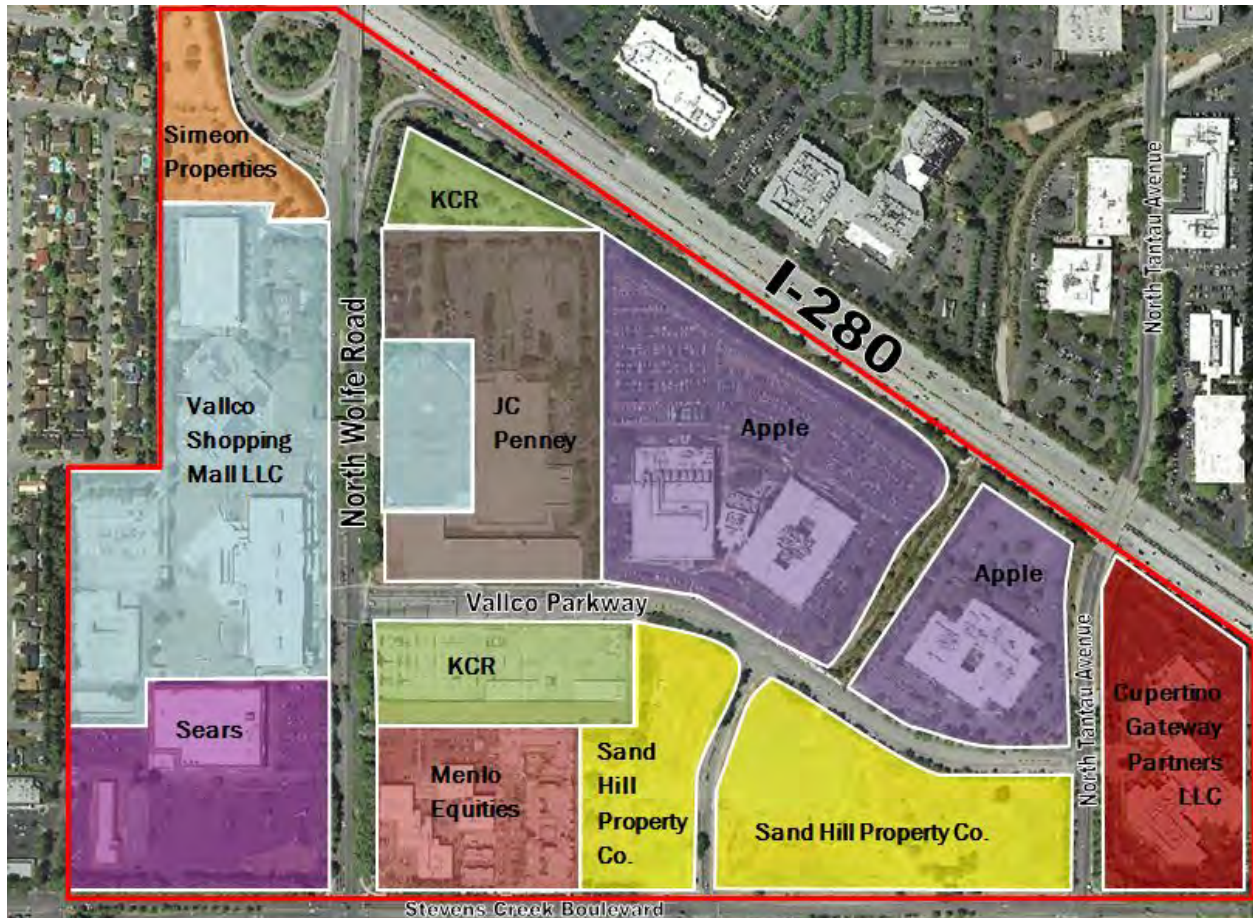 Simeon
Properties
KCR
I-280
North Tantau Avenue
North Wolfe Road
Vallco
Shopping
Mall LLC
JC
Penney
Apple
Apple
Vallco Parkway
KCR
Sears
Menlo
Equities
Sand
Hill
Property
Co.
Sand Hill Property Co.
North Tantau Avenue
Cupertino
Gateway
Partners
LLC
Stevens Creek Boulevard